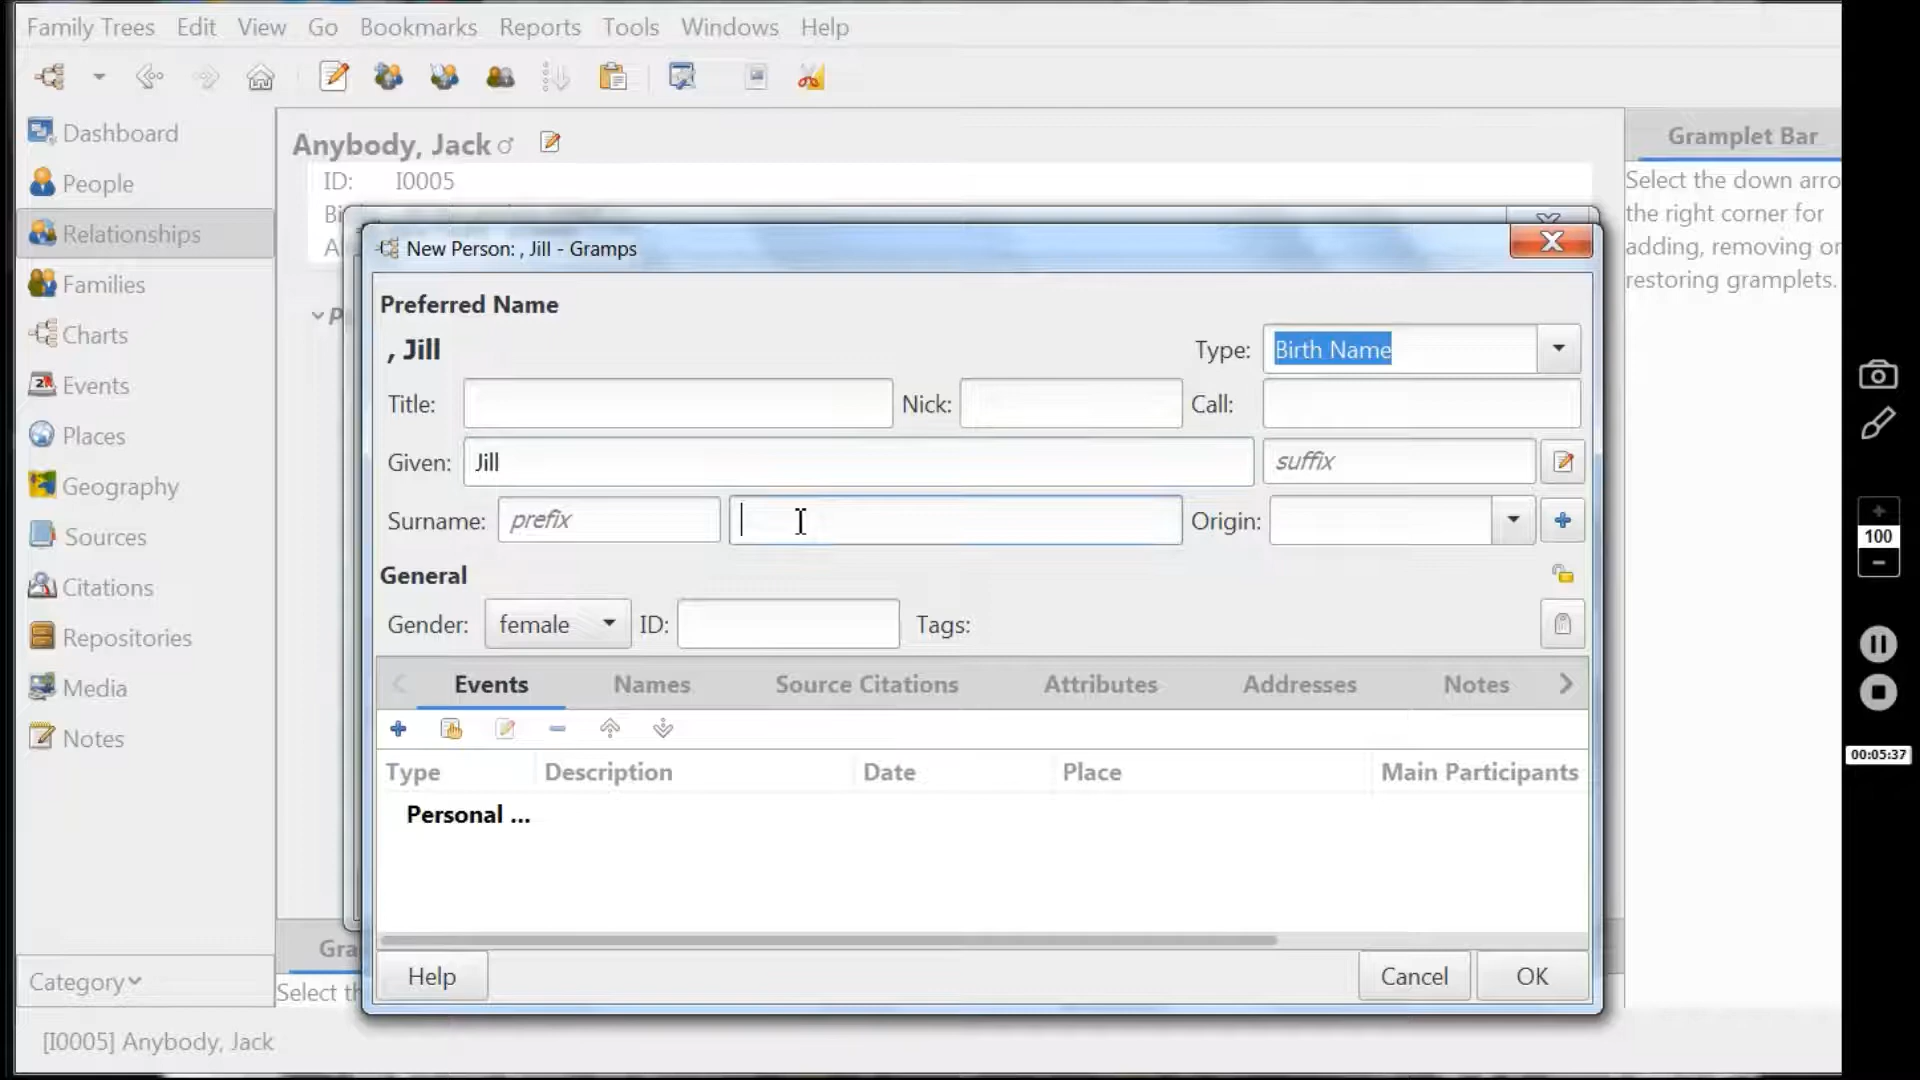 Family Trees Edit View Go Bookmarks Reports Tools Windows Help
Dashboard
People
Relationships
Families
Charts
Events
Places
Geography
Sources
Citations
Repositories
Media
Notes
Category
Anybody, Jack
ID: I0005
Gramplet Bar
Select the down arro
the right corner for
adding, removing or
restoring gramplets.
New Person: , Jill - Gramps
Preferred Name
, Jill
Type: Birth Name
Title: Nick: Call:
Given: Jill suffix
Surname: prefix Origin:
General
Gender: female ID: Tags:
Events Names Source Citations Attributes Addresses Notes
Type Description Date Place Main Participants
Personal ...
Help Cancel OK
Gra
Select th
[I0005] Anybody, Jack
100
00:05:37